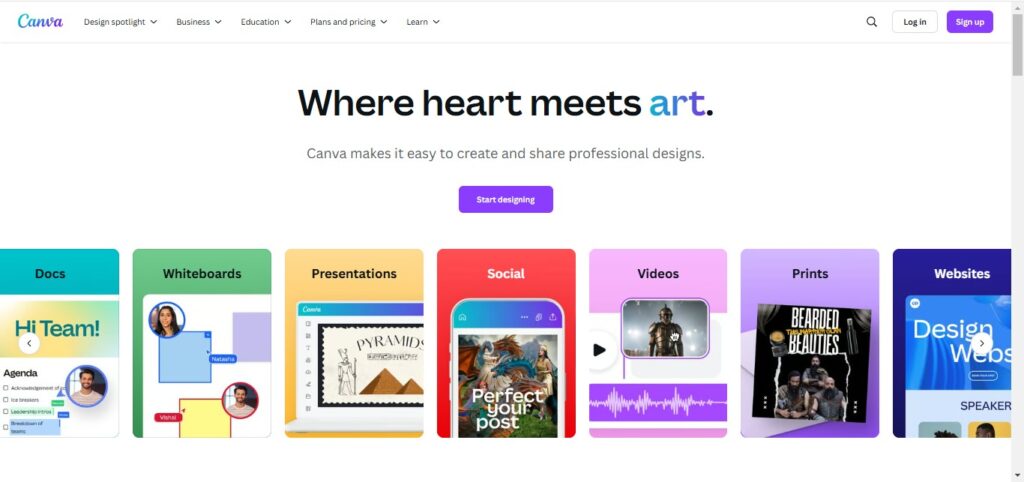 Canva
Design spotlight
Business
Education
Plans and pricing
Learn
Log in
Sign up
Where heart meets art.
Canva makes it easy to create and share professional designs.
Start designing
Docs
Hi Team!
Agenda
Acknowledgement of
Ice breakers
Leadership intros
Breakdown of
teams
Whiteboards
Natasha
Vishal
Presentations
Canva
PYRAMIDS
Social
Perfect
your
post
Videos
Prints
BEARDED
BEAUTIES
Websites
Design
Webs
SPEAKER